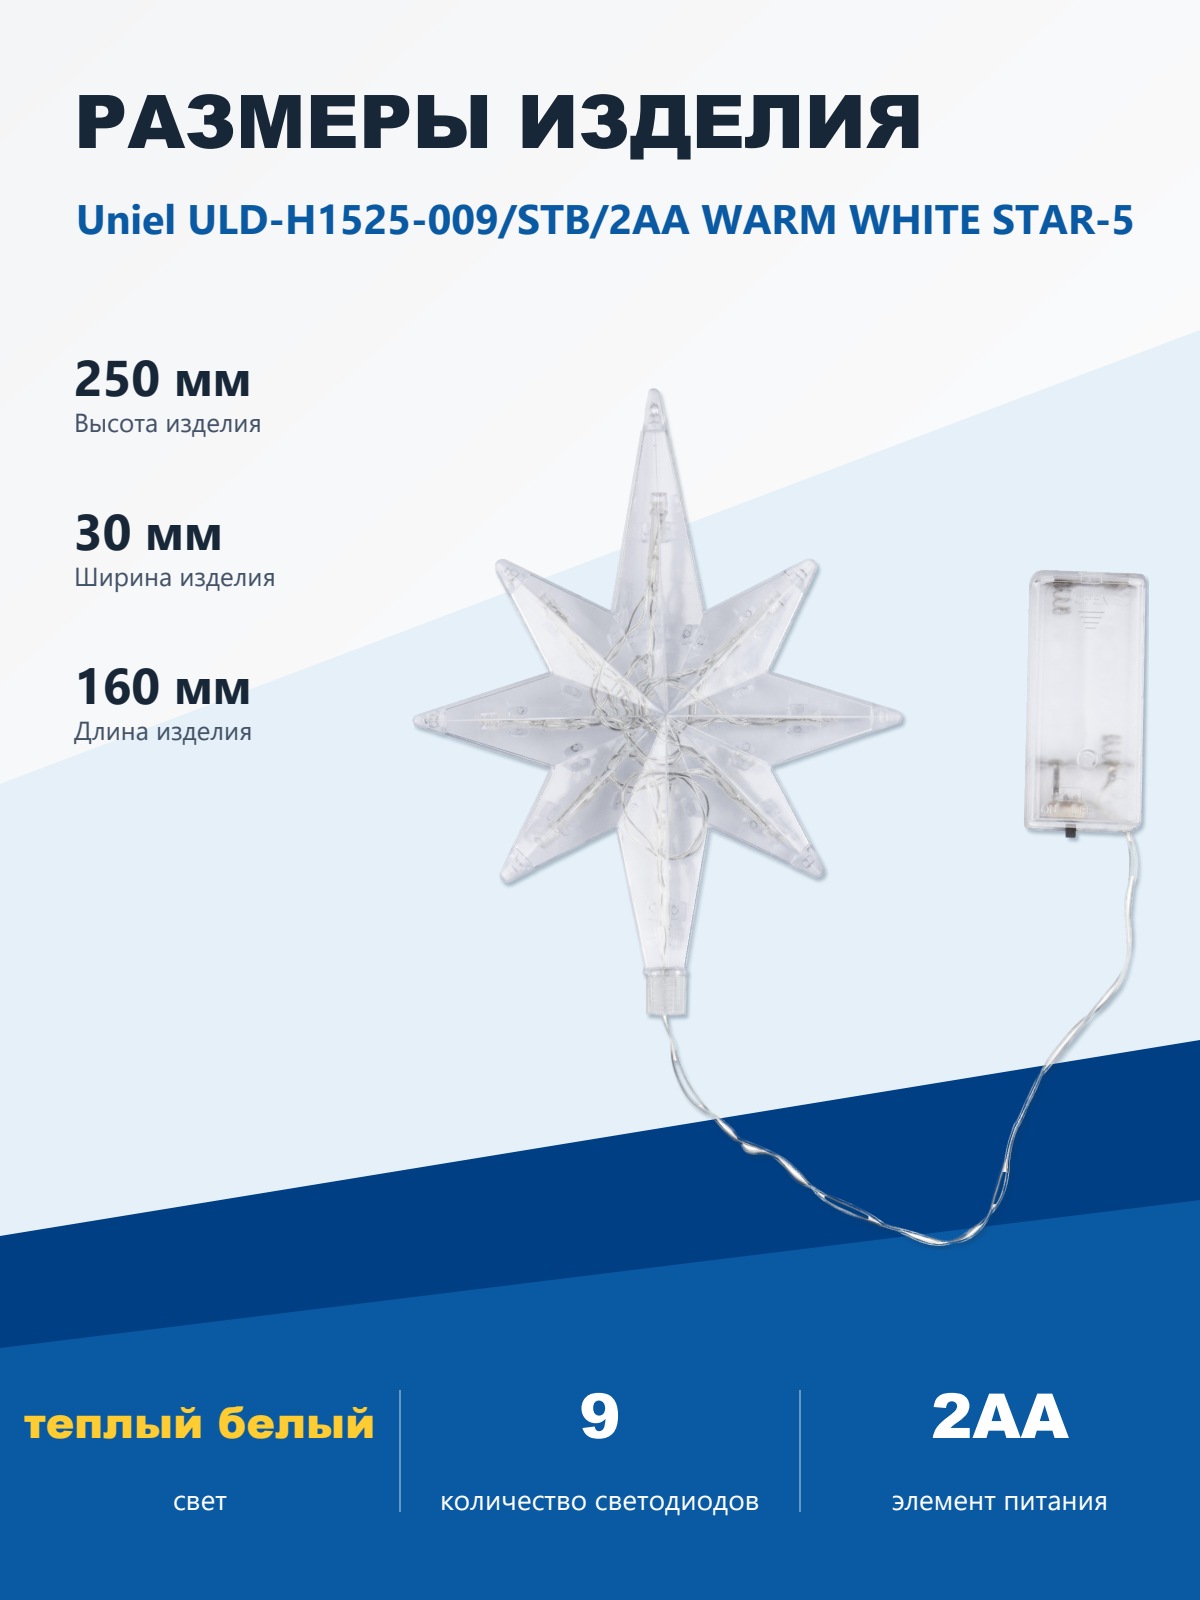 РАЗМЕРЫ ИЗДЕЛИЯ
Uniel ULD-H1525-009/STB/2AA WARM WHITE STAR-5
250 мм
Высота изделия
30 мм
Ширина изделия
160 мм
Длина изделия
теплый белый
свет
9
количество светодиодов
2AA
элемент питания